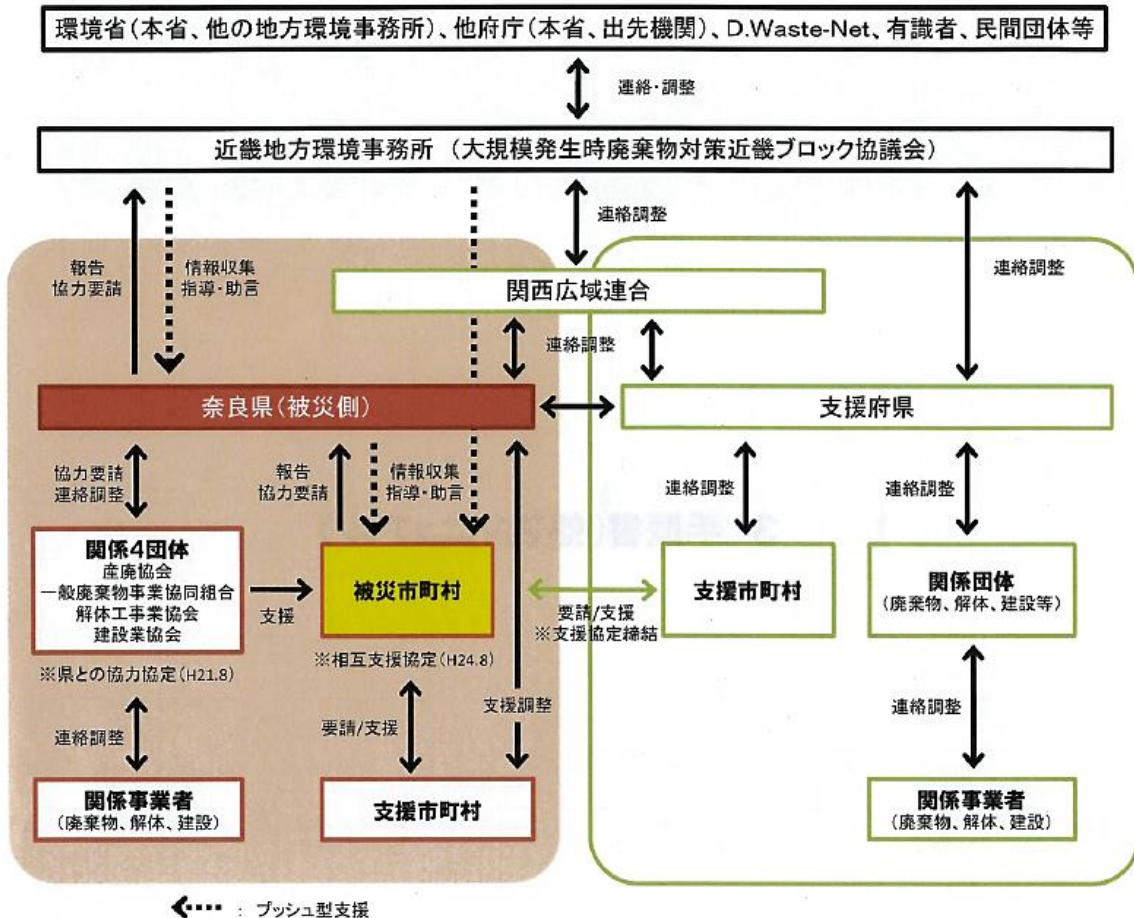 環境省(本省、他の地方環境事務所)、他府庁(本省、出先機関)、D.Waste-Net、有識者、民間団体等
連絡・調整
近畿地方環境事務所 (大規模発生時廃棄物対策近畿ブロック協議会)
報告
協力要請
情報収集
指導・助言
連絡調整
連絡調整
関西広域連合
連絡調整
奈良県(被災側)
支援府県
協力要請
連絡調整
報告
協力要請
情報収集
指導・助言
連絡調整
連絡調整
関係4団体
産廃協会
一般廃棄物事業協同組合
解体工事業協会
建設業協会
支援
被災市町村
要請/支援
※支援協定締結
支援市町村
関係団体
(廃棄物、解体、建設等)
※県との協力協定(H21.8)
※相互支援協定(H24.8)
連絡調整
要請/支援
支援調整
連絡調整
関係事業者
(廃棄物、解体、建設)
支援市町村
関係事業者
(廃棄物、解体、建設)
: プッシュ型支援